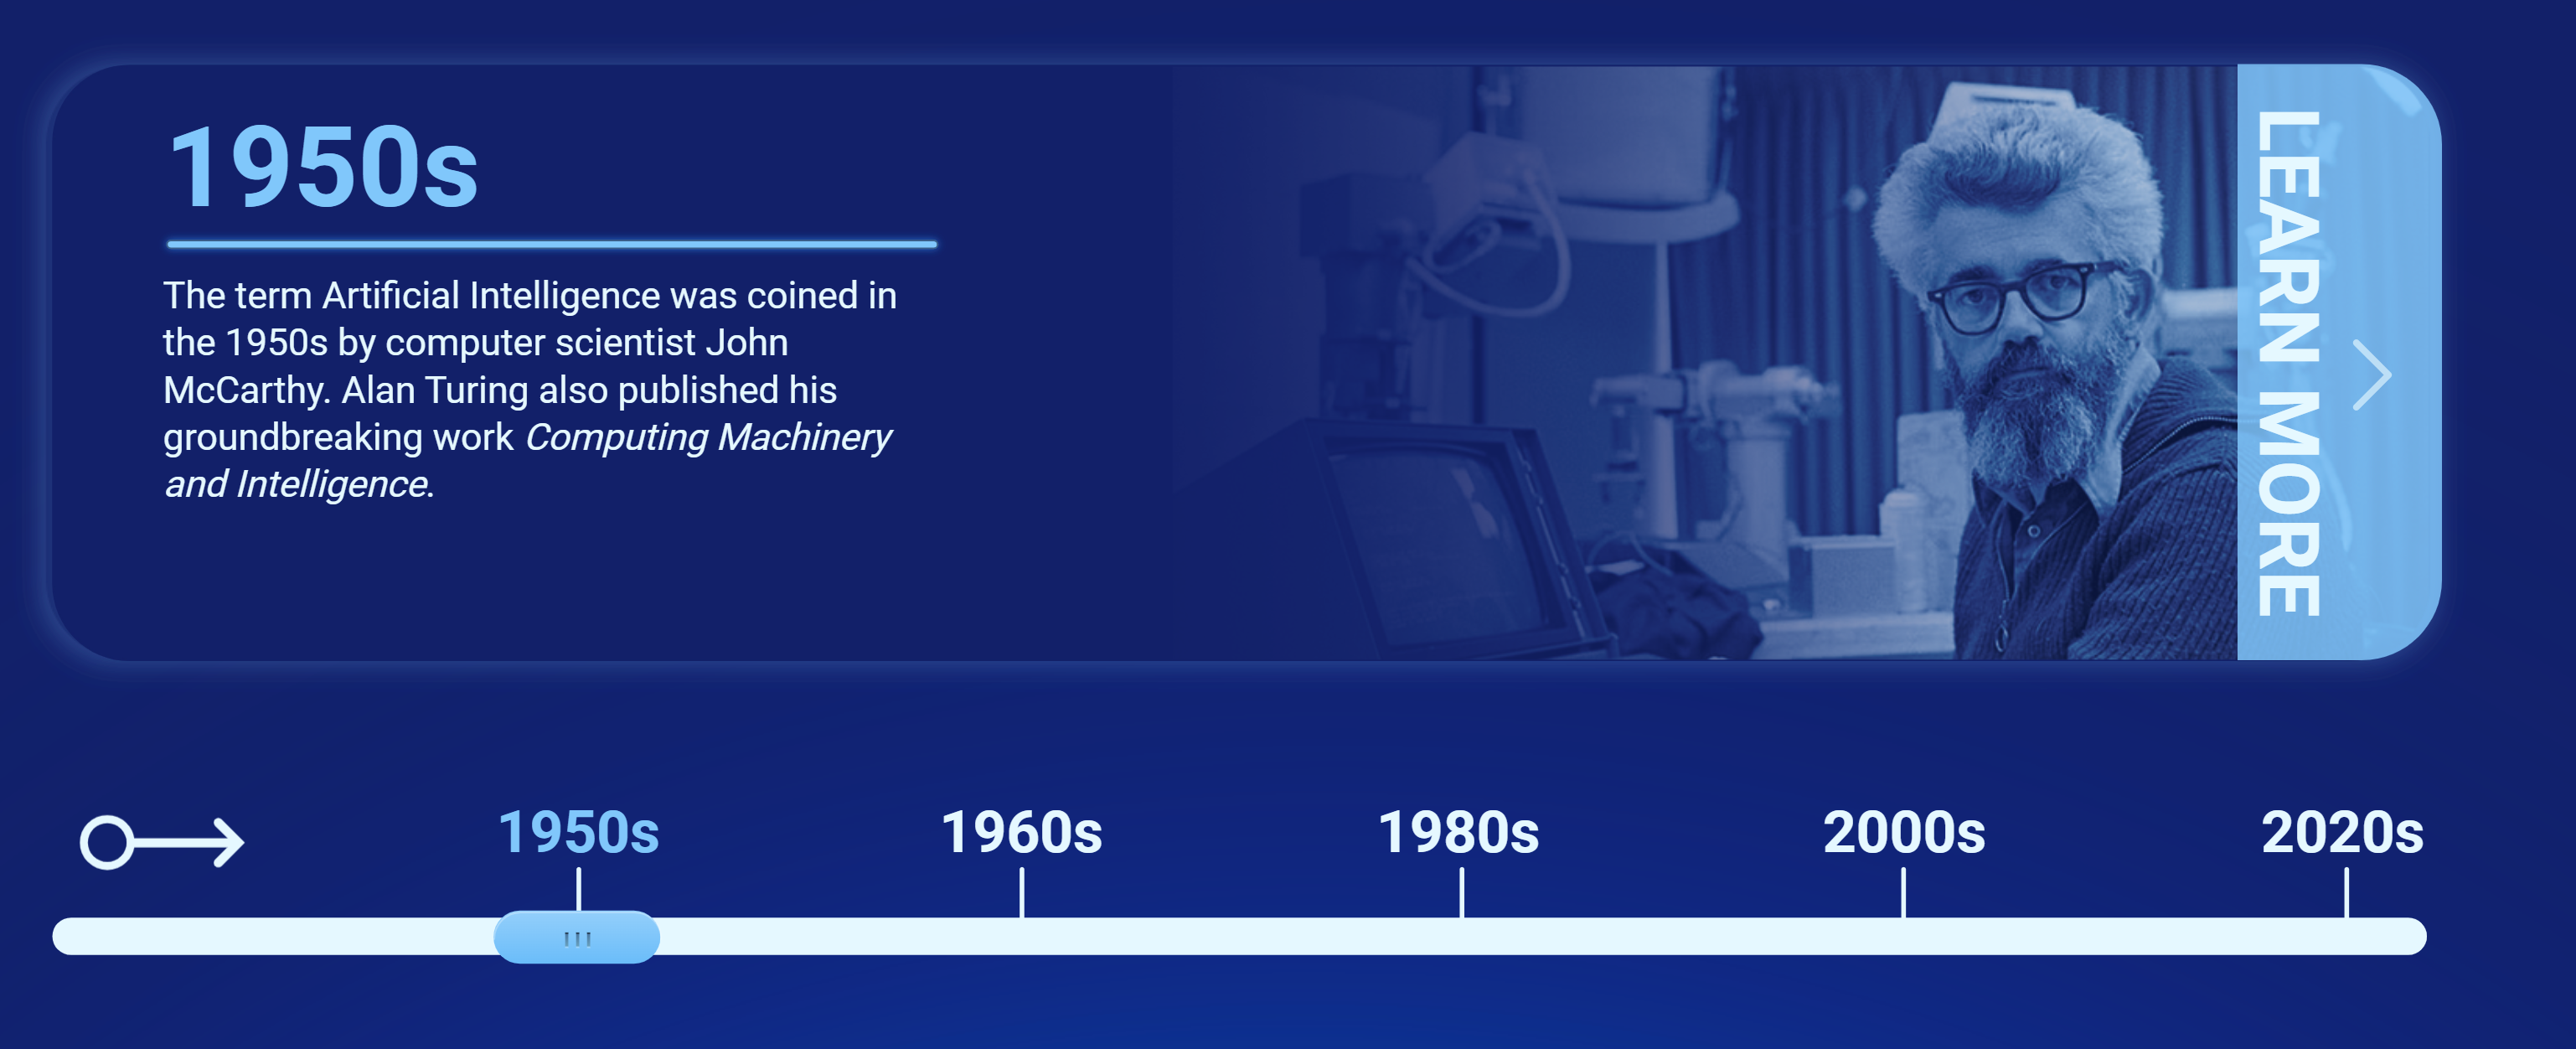 1950s
The term Artificial Intelligence was coined in
the 1950s by computer scientist John
McCarthy. Alan Turing also published his
groundbreaking work Computing Machinery
and Intelligence.
LEARN MORE
1950s
1960s
1980s
2000s
2020s